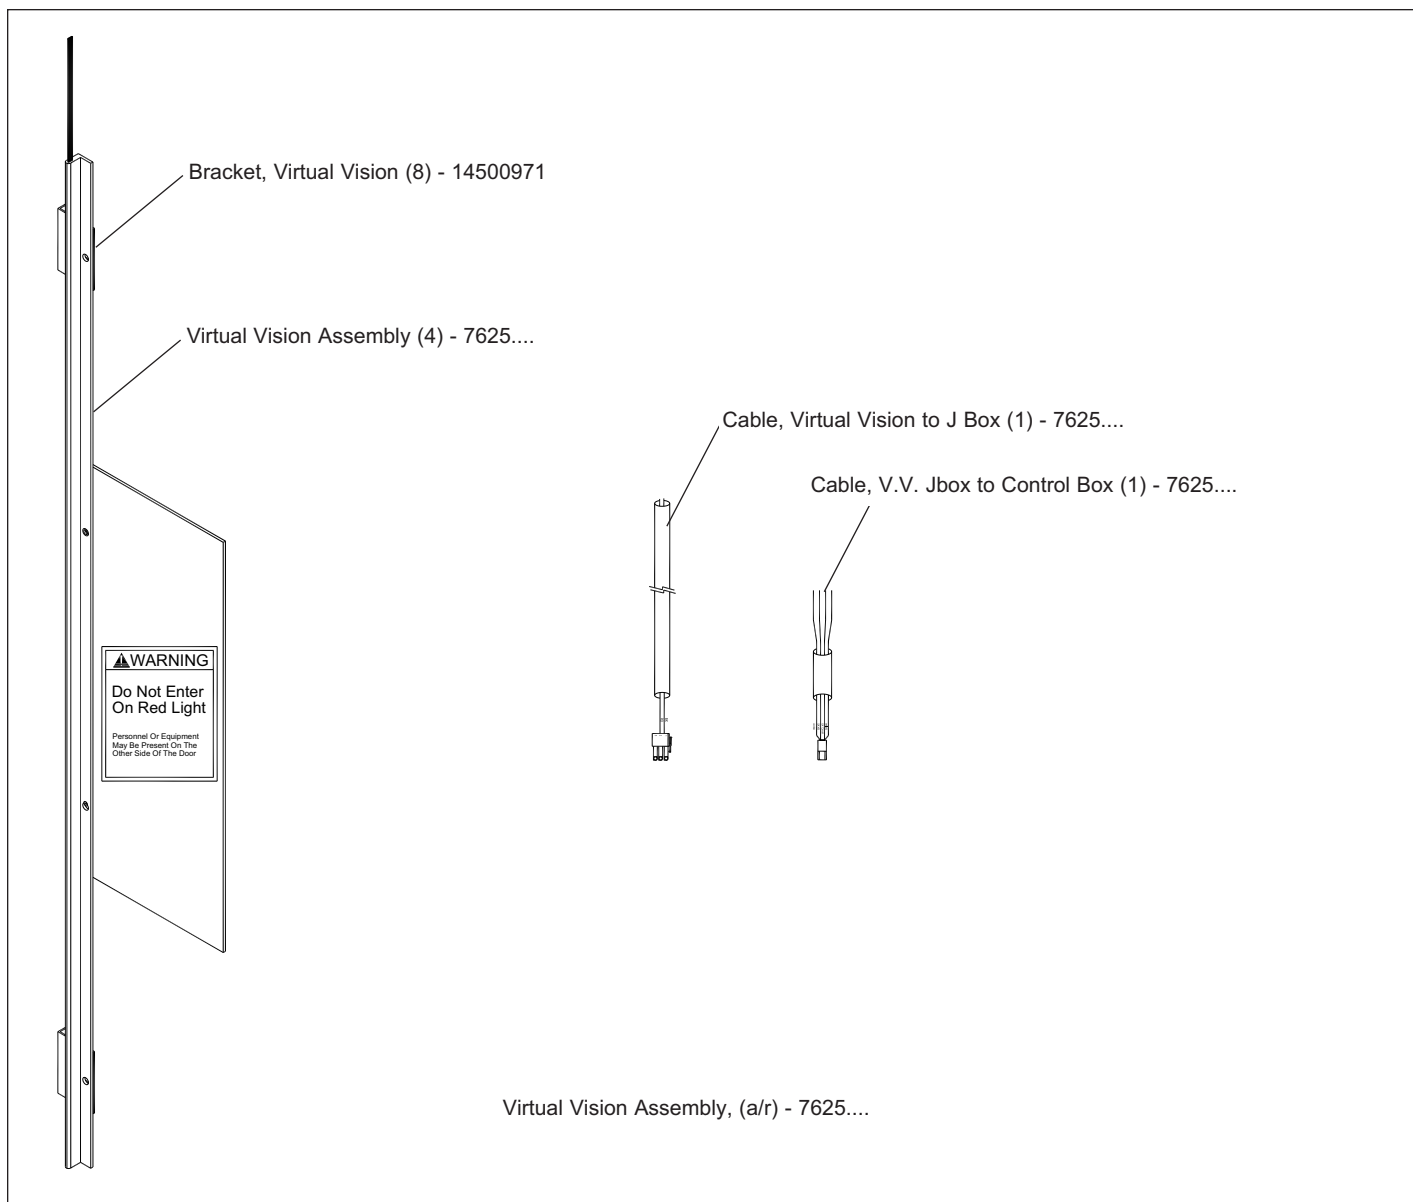 Bracket, Virtual Vision (8) - 14500971
Virtual Vision Assembly (4) - 7625....
Cable, Virtual Vision to J Box (1) - 7625....
Cable, V.V. Jbox to Control Box (1) - 7625....
WARNING
Do Not Enter
On Red Light
Personnel Or Equipment
May Be Present On The
Other Side Of The Door
Virtual Vision Assembly, (a/r) - 7625....